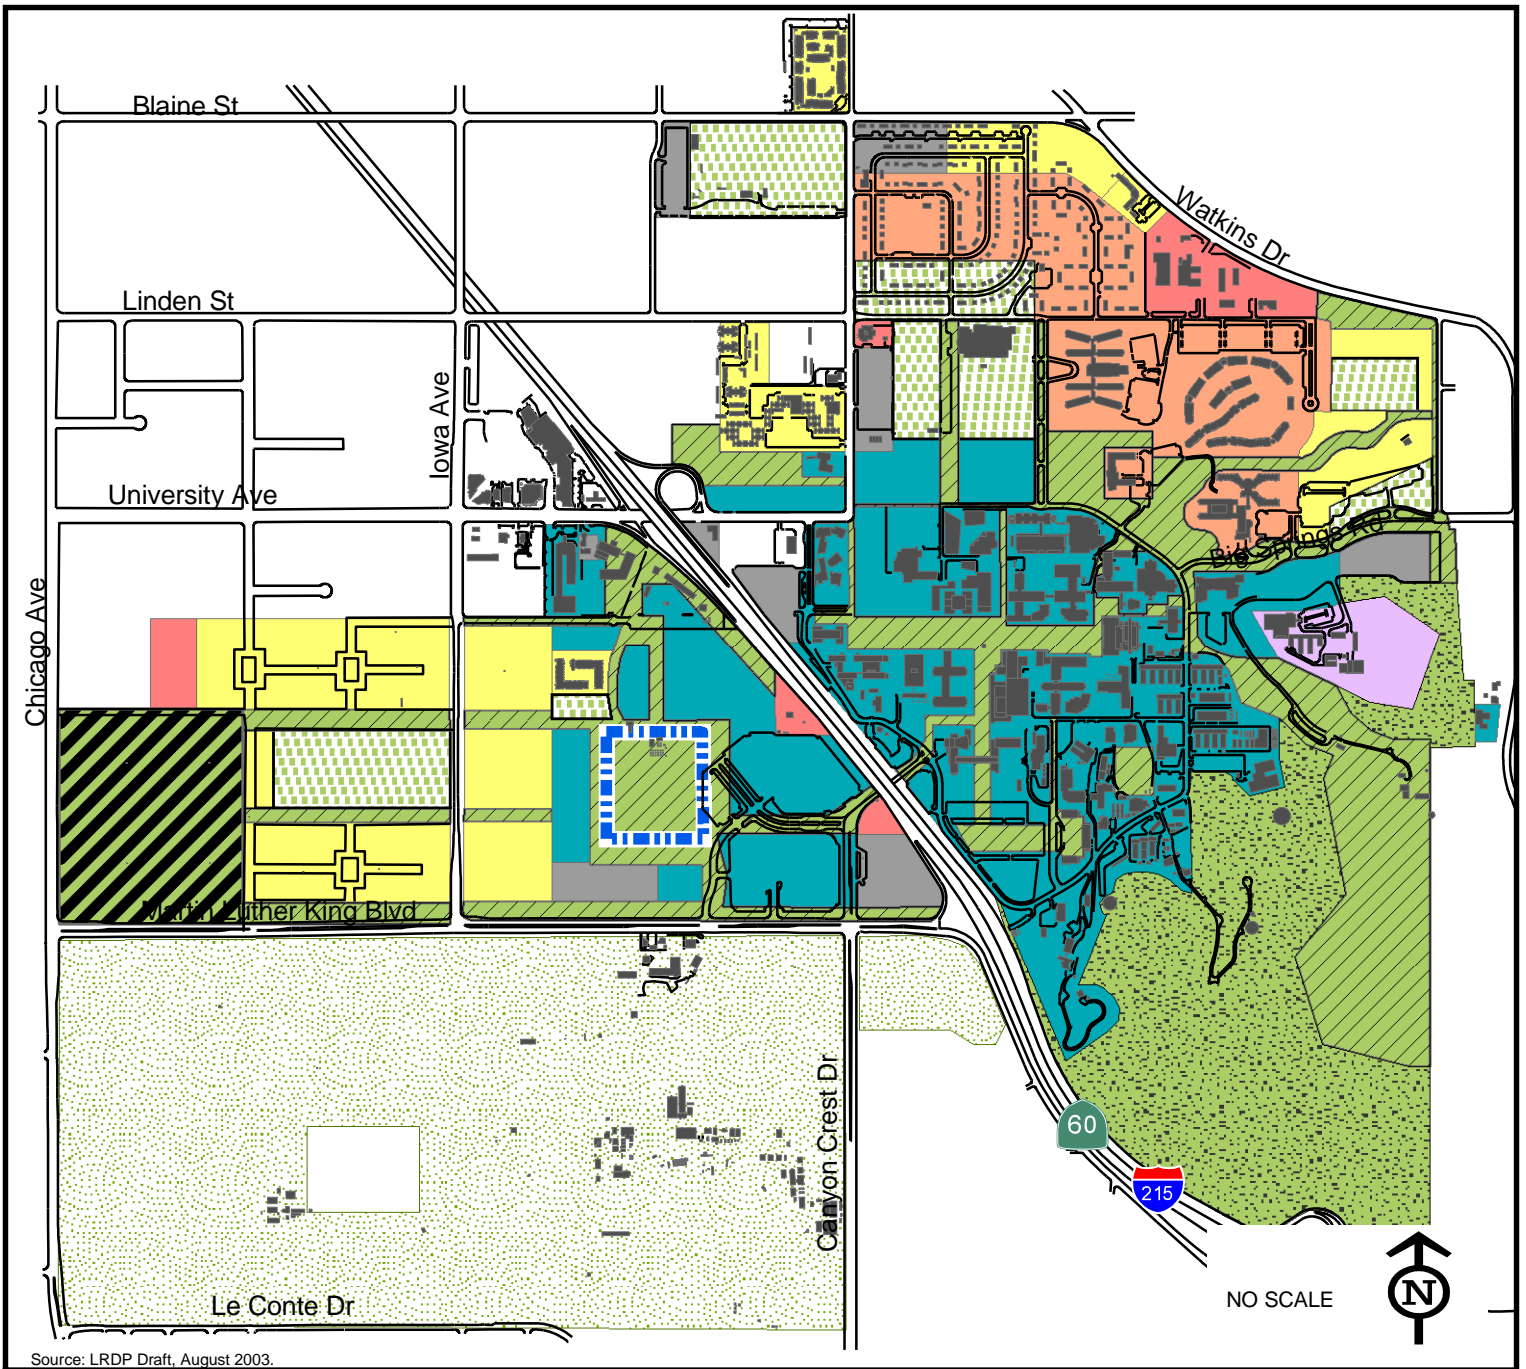 Blaine St
Watkins Dr
Linden St
Iowa Ave
University Ave
Big Springs Rd
Chicago Ave
Martin Luther King Blvd
Canyon Crest Dr
60
215
Le Conte Dr
NO SCALE
N
Source: LRDP Draft, August 2003.